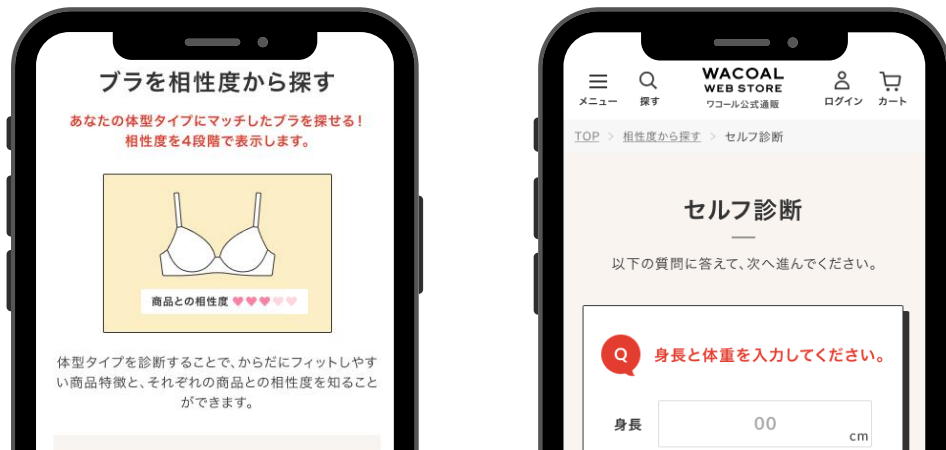 ブラを相性度から探す
あなたの体型タイプにマッチしたブラを探せる！
相性度を4段階で表示します。
商品との相性度 ♥♥♥♥♥
体型タイプを診断することで、からだにフィットしやす
い商品特徴と、それぞれの商品との相性度を知ること
ができます。
メニュー
探す
WACOAL
WEB STORE
ワコール公式通販
ログイン
カート
TOP > 相性度から探す > セルフ診断
セルフ診断
以下の質問に答えて、次へ進んでください。
Q 身長と体重を入力してください。
身長 00 cm